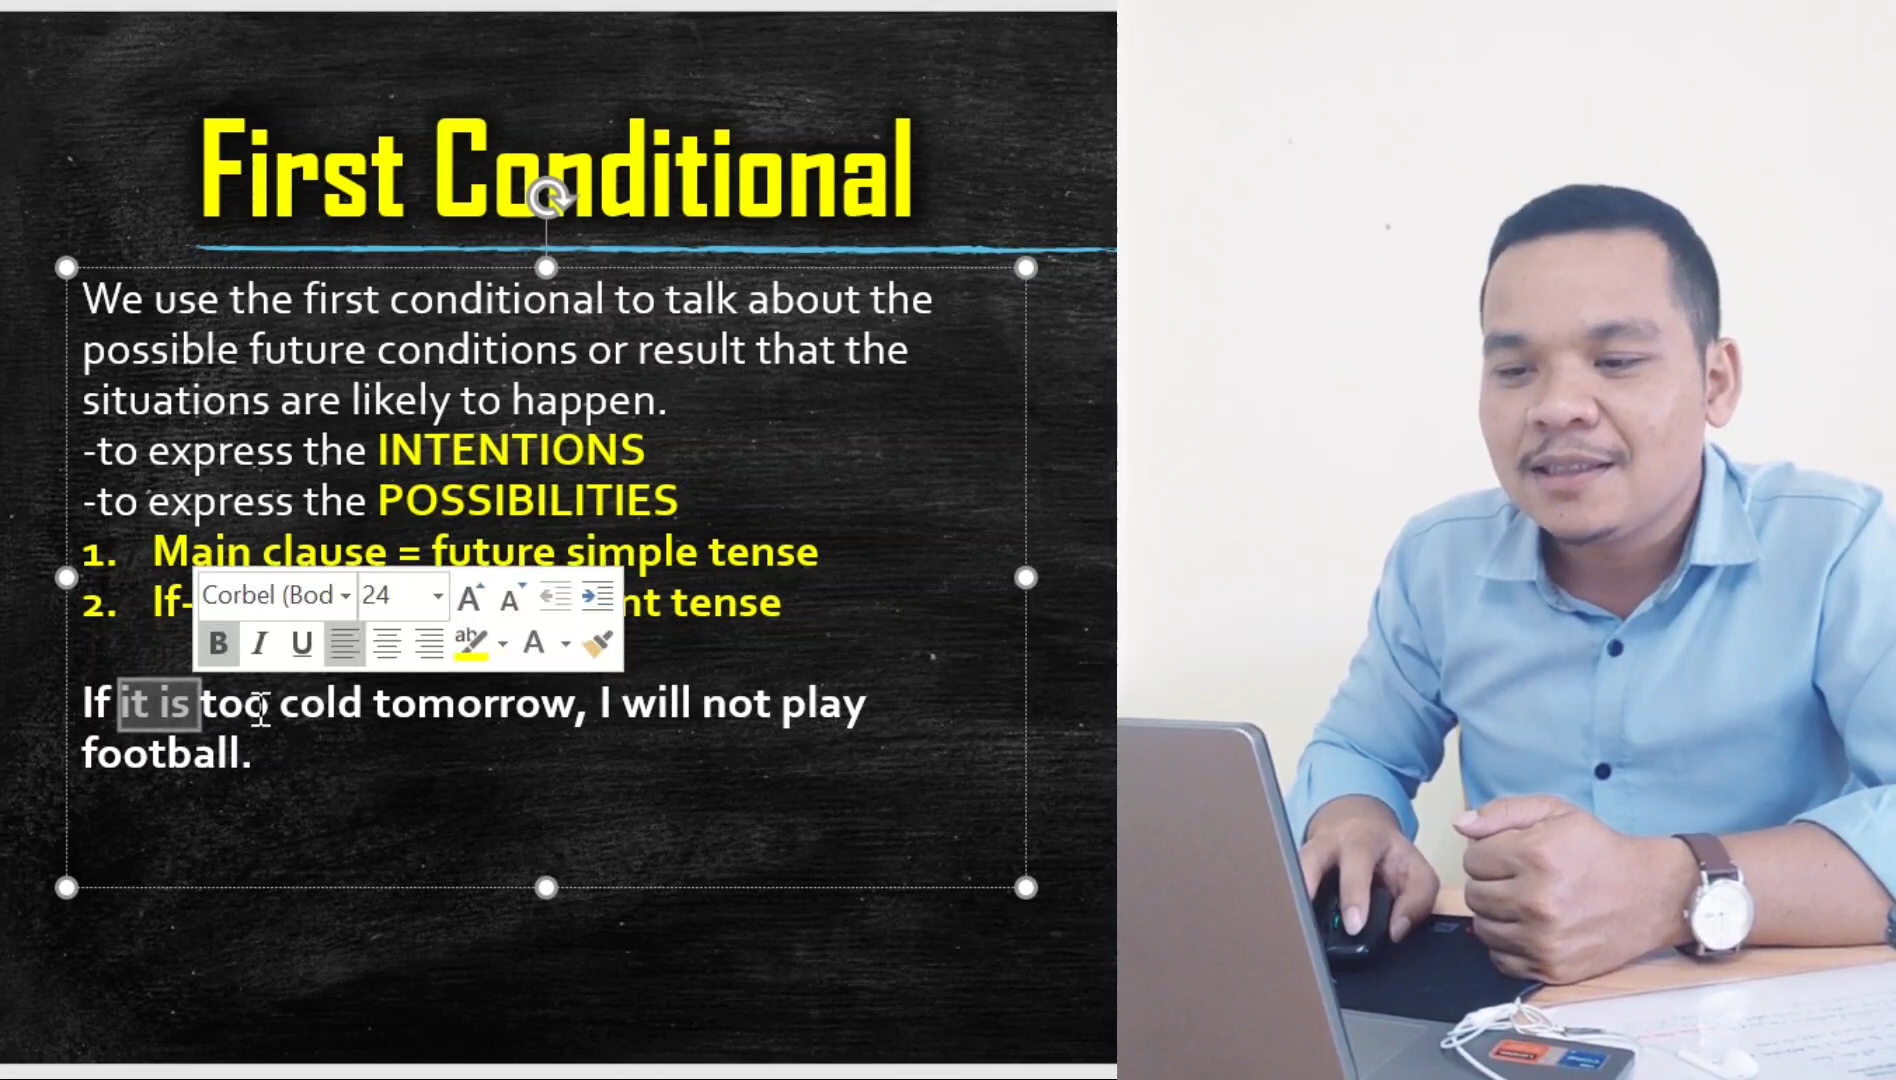 First Conditional
We use the first conditional to talk about the
possible future conditions or result that the
situations are likely to happen.
-to express the INTENTIONS
-to express the POSSIBILITIES
1. Main clause = future simple tense
2. If- nt tense
Corbel (Bod 24 A A
B I U ab A
If it is too cold tomorrow, I will not play
football.